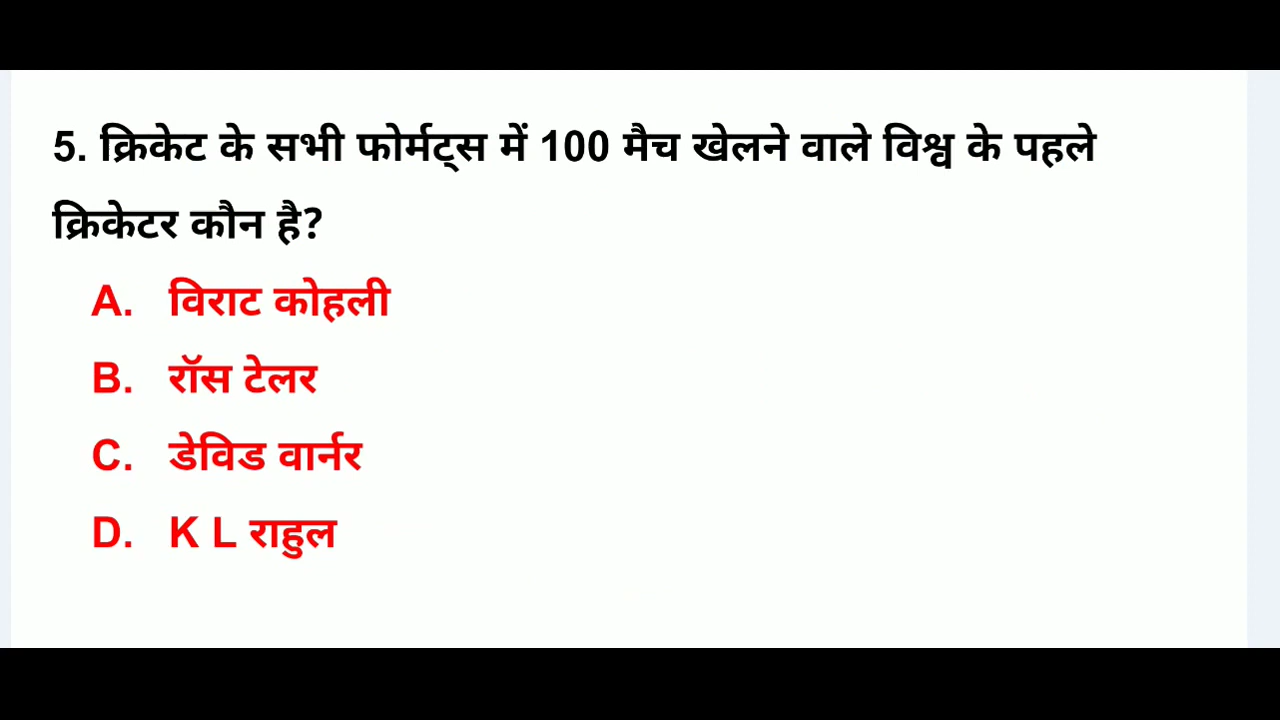 5. क्रिकेट के सभी फोर्मट्स में 100 मैच खेलने वाले विश्व के पहले
क्रिकेटर कौन है?
A. विराट कोहली
B. रॉस टेलर
C. डेविड वार्नर
D. K L राहुल